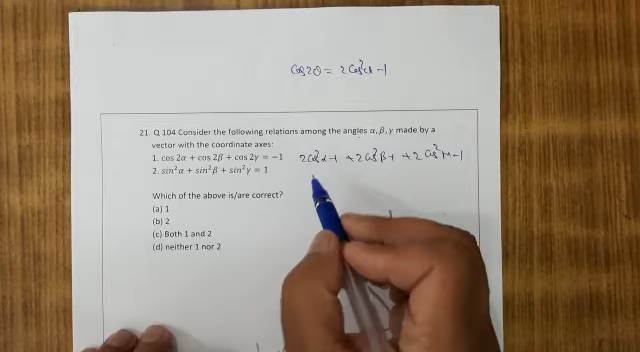 cos2θ = 2cos²α-1
21. Q 104 Consider the following relations among the angles α, β, γ made by a
vector with the coordinate axes:
1. cos 2α + cos 2β + cos 2γ = −1
2. sin²α + sin²β + sin²γ = 1
2cos²α-1 +2cos²β+ +2cos²γ-1
Which of the above is/are correct?
(a) 1
(b) 2
(c) Both 1 and 2
(d) neither 1 nor 2